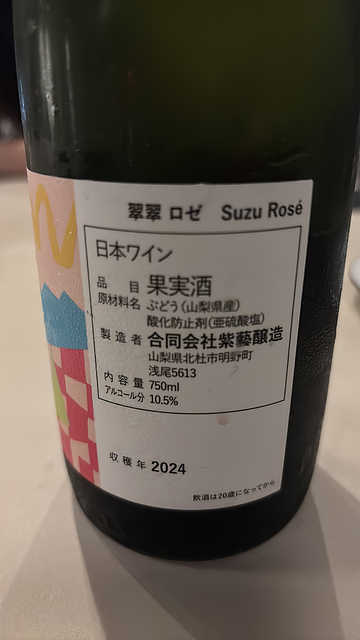 翠翠 ロゼ Suzu Rosé
日本ワイン
品目 果実酒
原材料名 ぶどう(山梨県産)
酸化防止剤(亜硫酸塩)
製造者 合同会社紫藝醸造
山梨県北杜市明野町
浅尾5613
内容量 750ml
アルコール分 10.5%
収穫年 2024
飲酒は20歳になってから